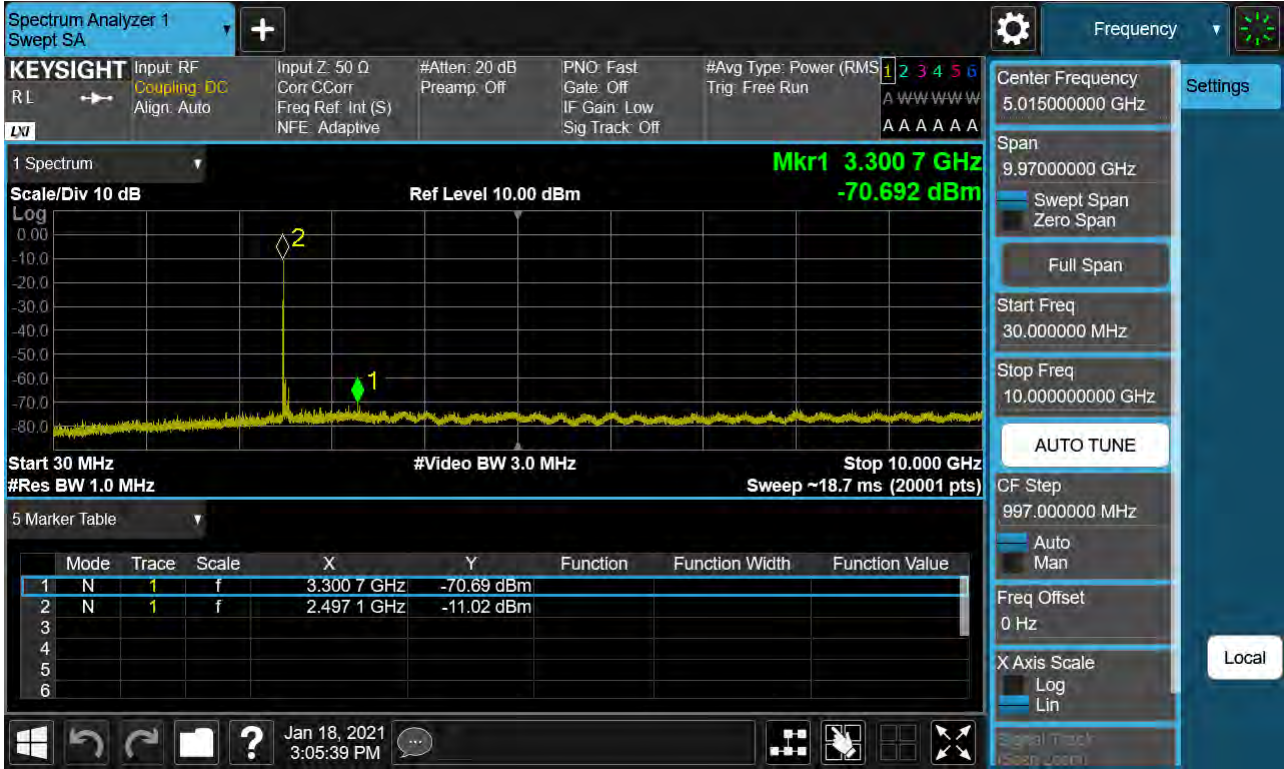 Spectrum Analyzer 1
Swept SA
+
Frequency
KEYSIGHT
R L
LXI
Input: RF
Coupling: DC
Align: Auto
Input Z: 50 Ω
Corr CCorr
Freq Ref: Int (S)
NFE: Adaptive
#Atten: 20 dB
Preamp: Off
PNO: Fast
Gate: Off
IF Gain: Low
Sig Track: Off
#Avg Type: Power (RMS
Trig: Free Run
1 2 3 4 5 6
A W W W W W
A A A A A A
1 Spectrum
Mkr1 3.300 7 GHz
Scale/Div 10 dB
Ref Level 10.00 dBm
-70.692 dBm
Log
0.00
-10.0
-20.0
-30.0
-40.0
-50.0
-60.0
-70.0
-80.0
2
1
Start 30 MHz
#Video BW 3.0 MHz
Stop 10.000 GHz
#Res BW 1.0 MHz
Sweep ~18.7 ms (20001 pts)
5 Marker Table
Mode Trace Scale X Y Function Function Width Function Value
1 N 1 f 3.300 7 GHz -70.69 dBm
2 N 1 f 2.497 1 GHz -11.02 dBm
3
4
5
6
?
Jan 18, 2021
3:05:39 PM
Center Frequency
5.015000000 GHz
Settings
Span
9.97000000 GHz
Swept Span
Zero Span
Full Span
Start Freq
30.000000 MHz
Stop Freq
10.000000000 GHz
AUTO TUNE
CF Step
997.000000 MHz
Auto
Man
Freq Offset
0 Hz
X Axis Scale
Log
Lin
Local
Signal Track
(Span Zoom)